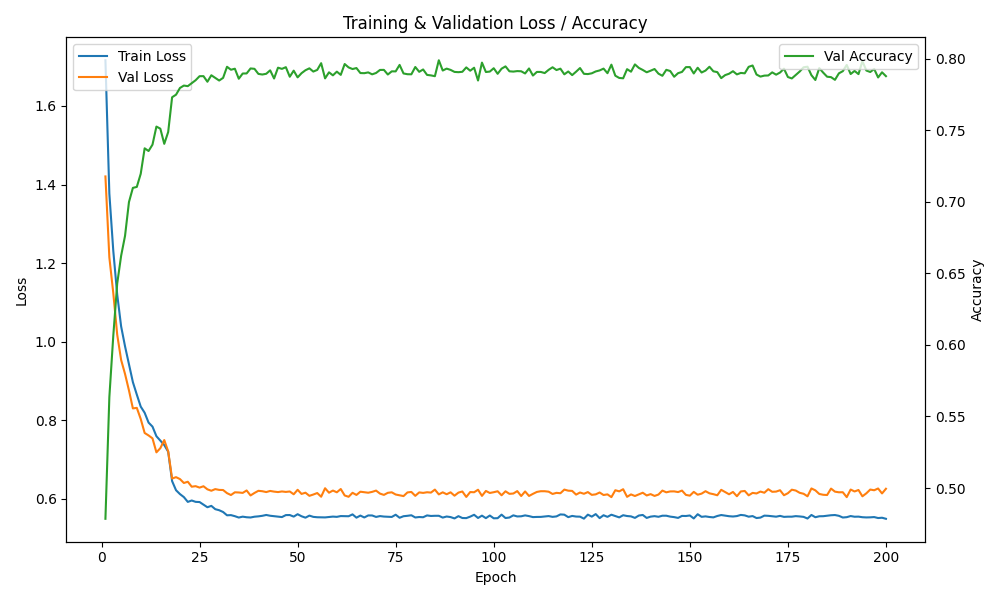 Training & Validation Loss / Accuracy
Train Loss
Val Loss
Val Accuracy
1.6
1.4
1.2
1.0
0.8
0.6
Loss
0.80
0.75
0.70
0.65
0.60
0.55
0.50
Accuracy
0 25 50 75 100 125 150 175 200
Epoch